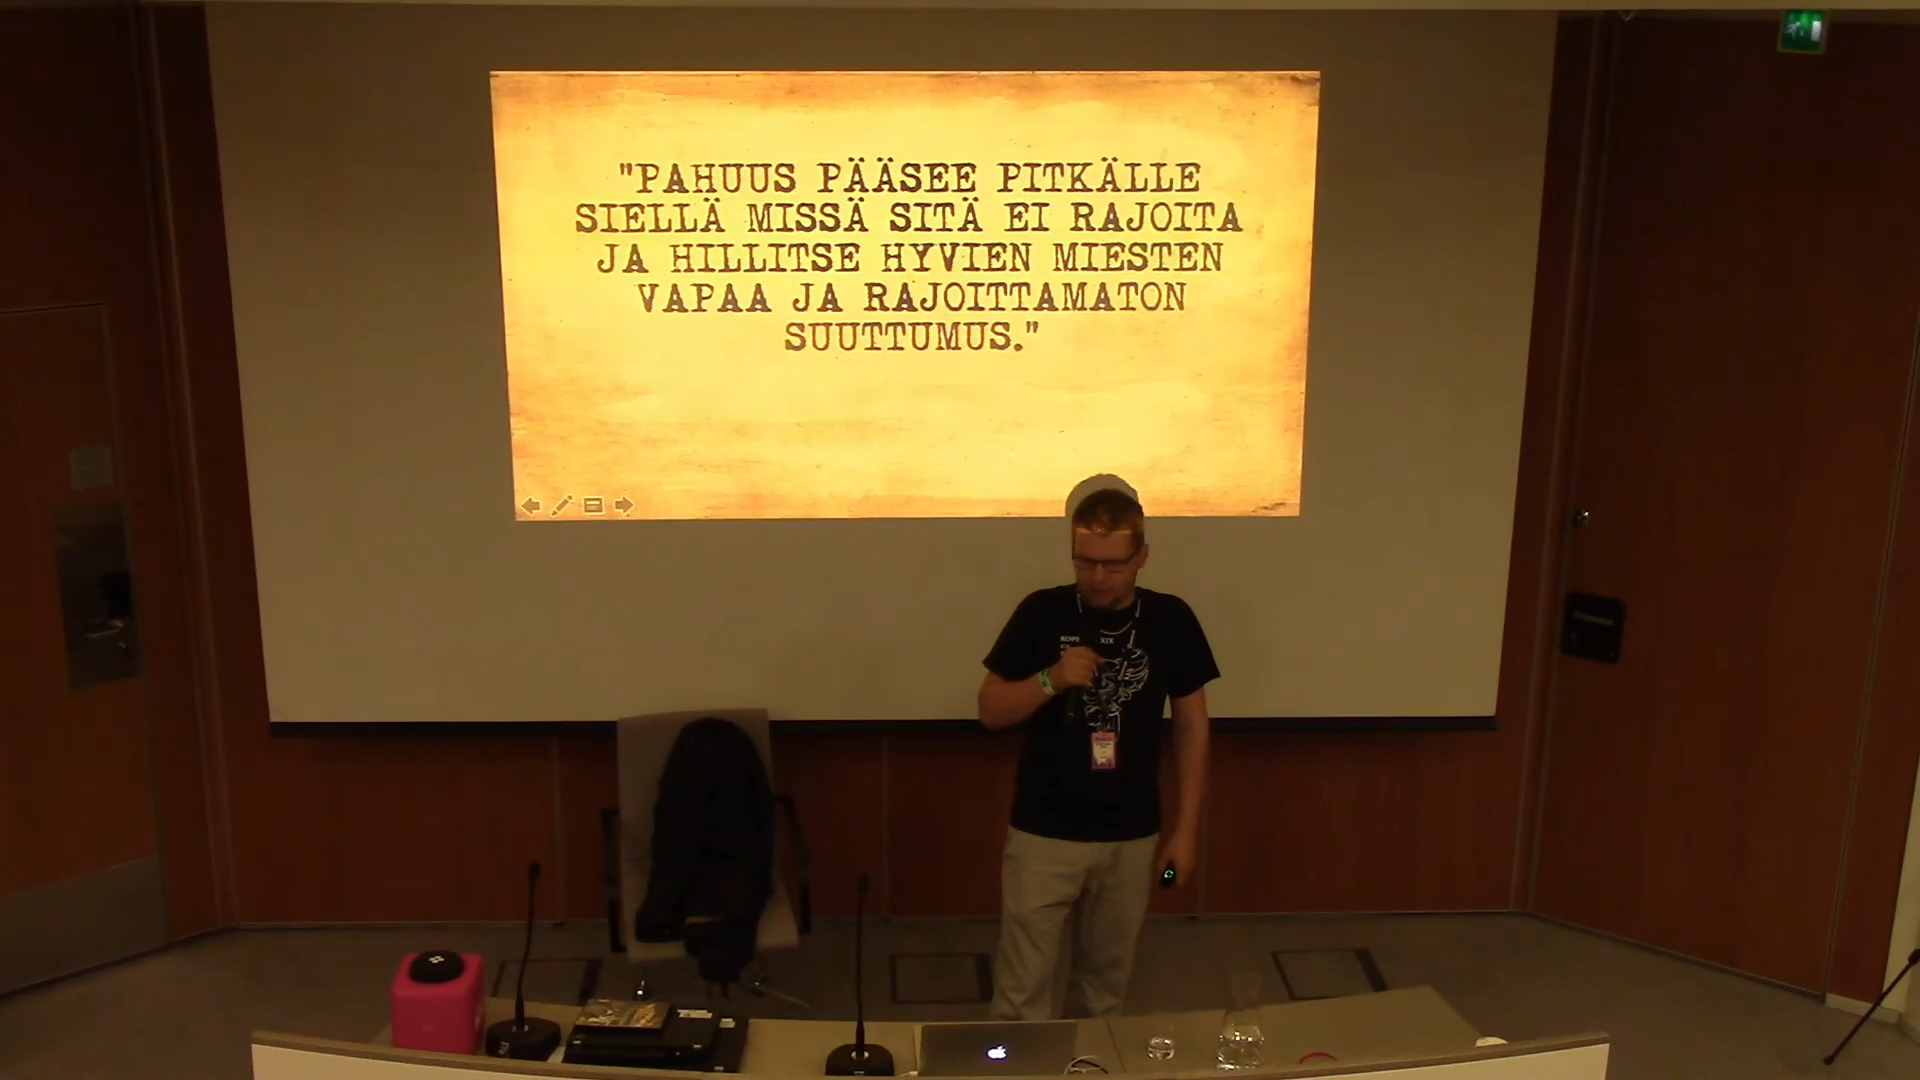 "PAHUUS PÄÄSEE PITKÄLLE
SIELLÄ MISSÄ SITÄ EI RAJOITA
JA HILLITSE HYVIEN MIESTEN
VAPAA JA RAJOITTAMATON
SUUTTUMUS."